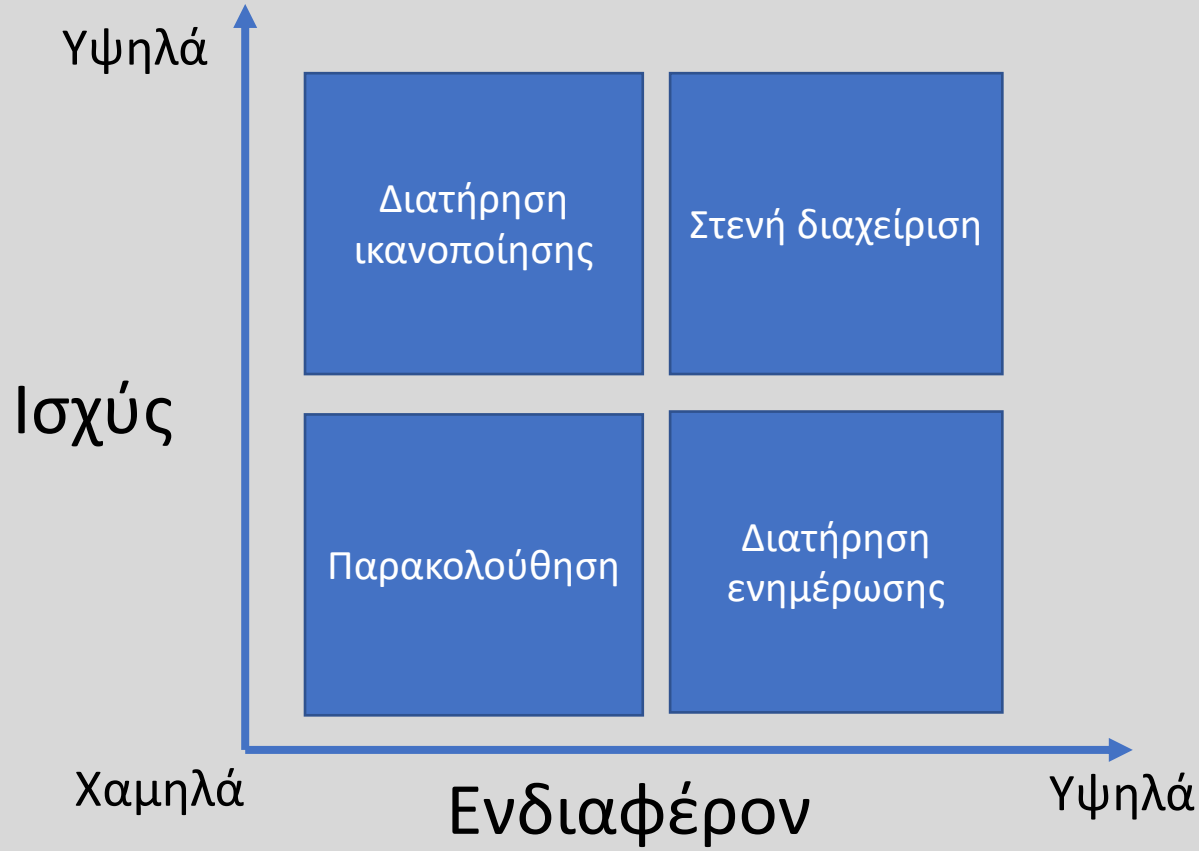 Υψηλά
Διατήρηση
ικανοποίησης
Στενή διαχείριση
Ισχύς
Παρακολούθηση
Διατήρηση
ενημέρωσης
Χαμηλά
Ενδιαφέρον
Υψηλά